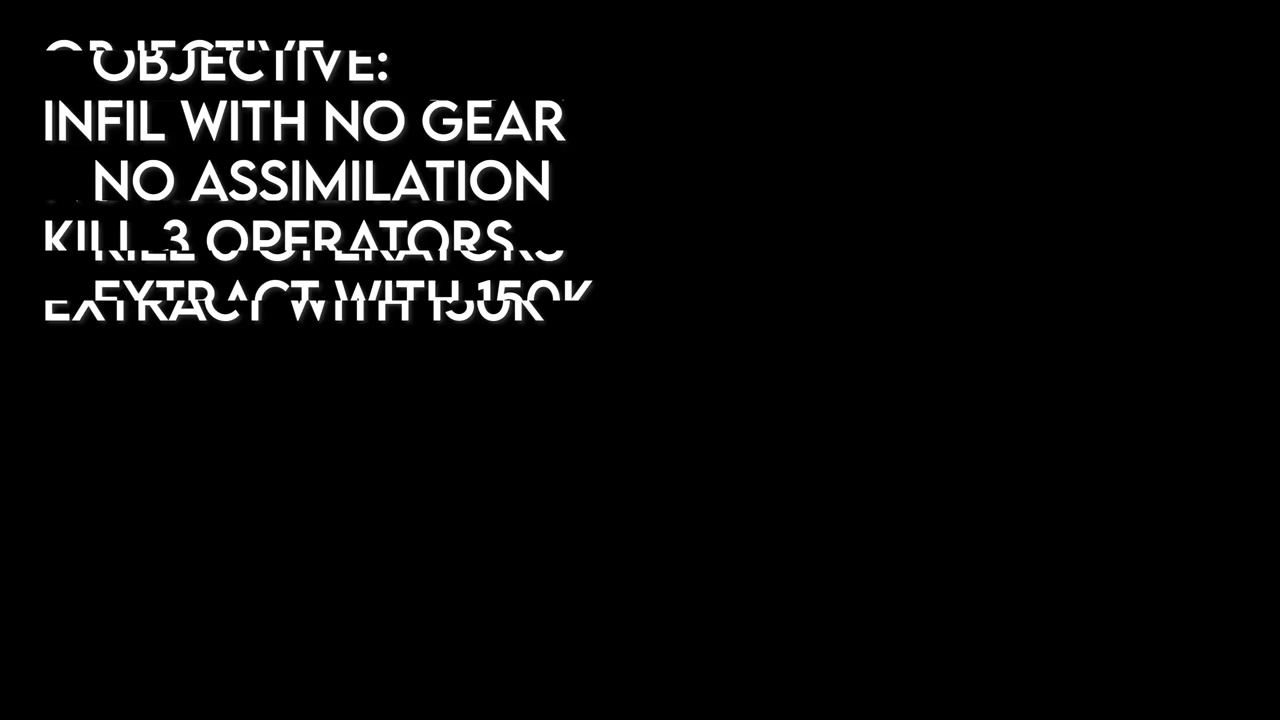 OBJECTIVE:
INFIL WITH NO GEAR
NO ASSIMILATION
KILL 3 OPERATORS
EXTRACT WITH 150K